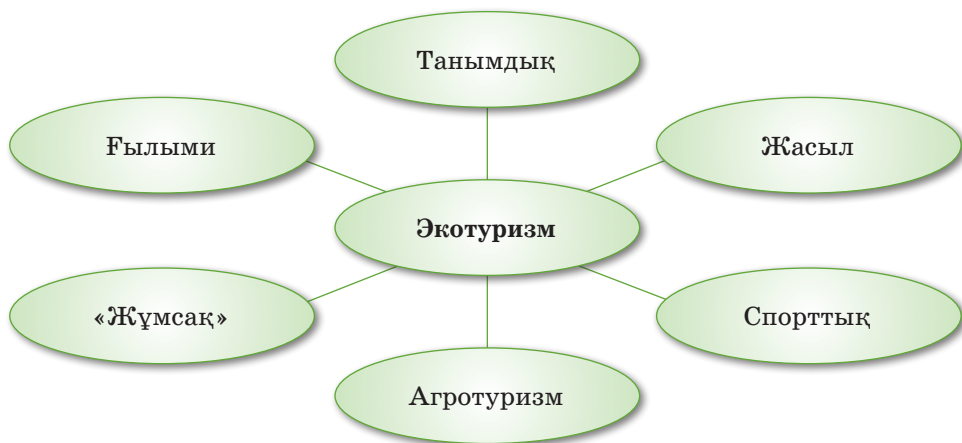 Танымдық
Ғылыми
Жасыл
Экотуризм
«Жұмсақ»
Спорттық
Агротуризм